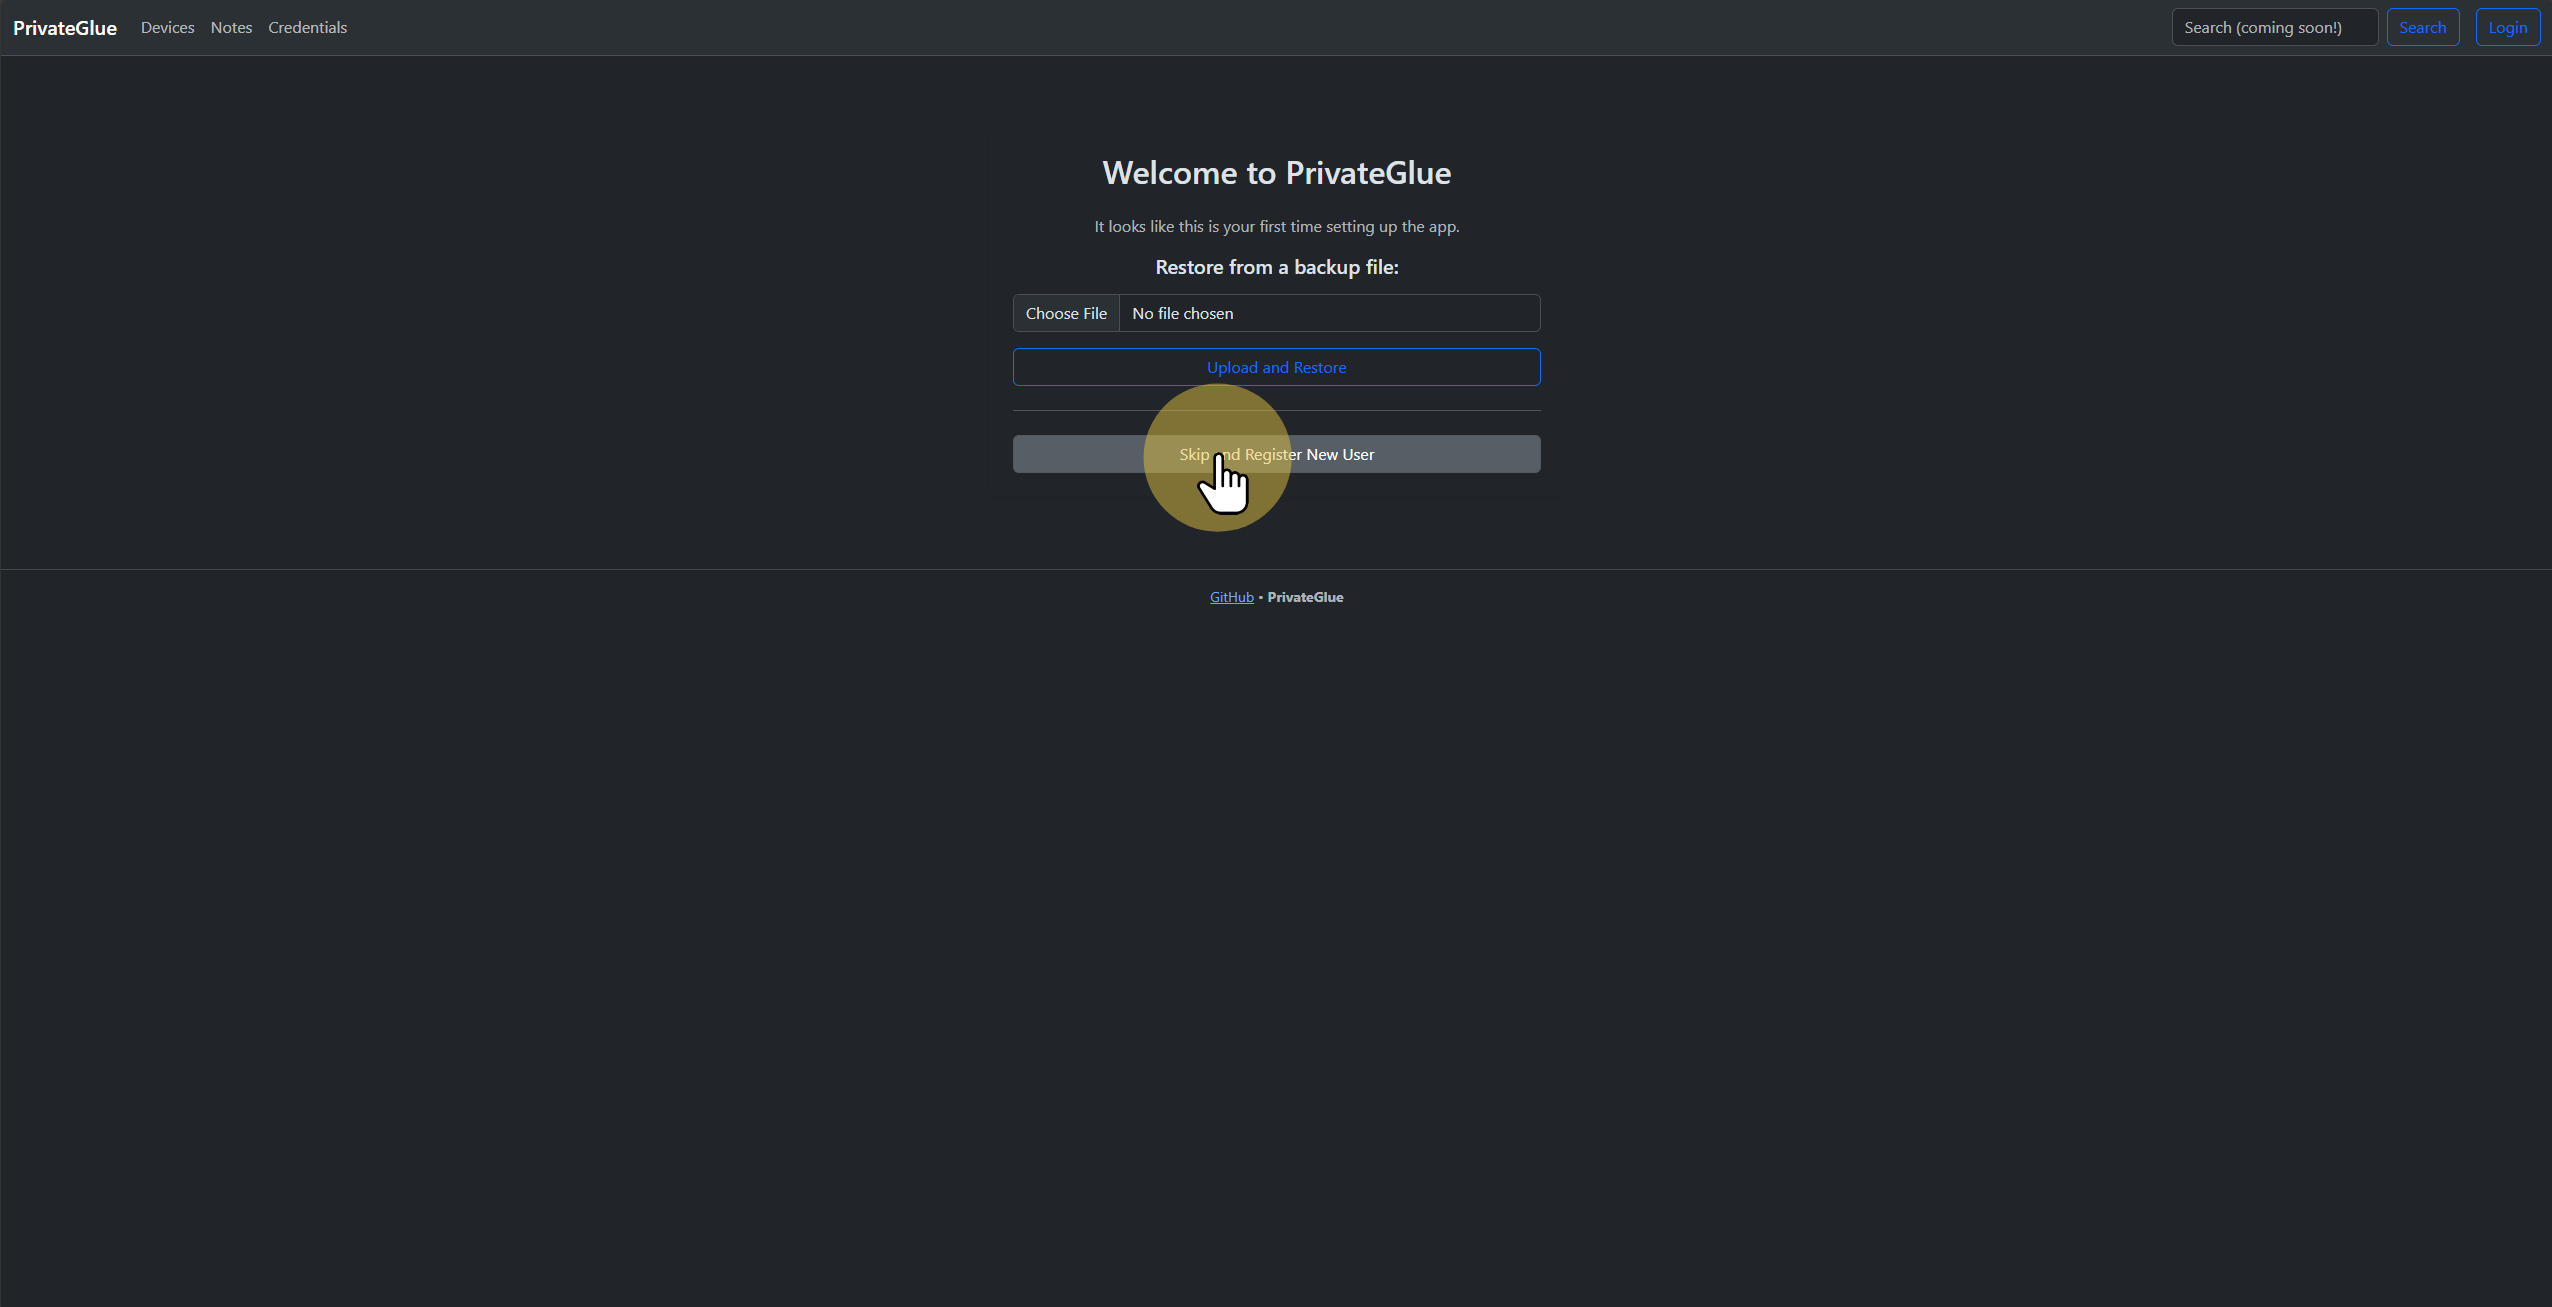 PrivateGlue Devices Notes Credentials Search (coming soon!) Search Login
Welcome to PrivateGlue
It looks like this is your first time setting up the app.
Restore from a backup file:
Choose File No file chosen
Upload and Restore
Skip and Register New User
GitHub • PrivateGlue